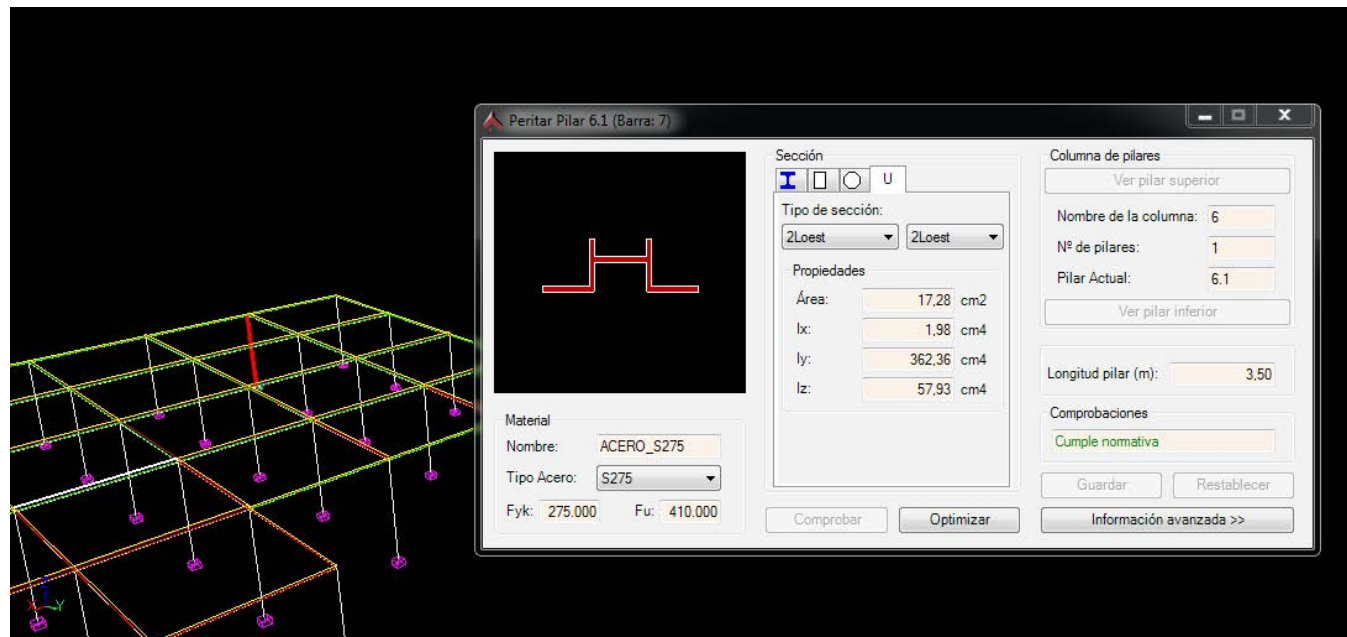 Peritar Pilar 6.1 (Barra: 7)
Sección
U
Tipo de sección:
2Loest 2Loest
Propiedades
Área: 17,28 cm2
Ix: 1,98 cm4
Iy: 362,36 cm4
Iz: 57,93 cm4
Material
Nombre: ACERO_S275
Tipo Acero: S275
Fyk: 275.000 Fu: 410.000
Comprobar Optimizar
Columna de pilares
Ver pilar superior
Nombre de la columna: 6
Nº de pilares: 1
Pilar Actual: 6.1
Ver pilar inferior
Longitud pilar (m): 3,50
Comprobaciones
Cumple normativa
Guardar Restablecer
Información avanzada >>
X Y